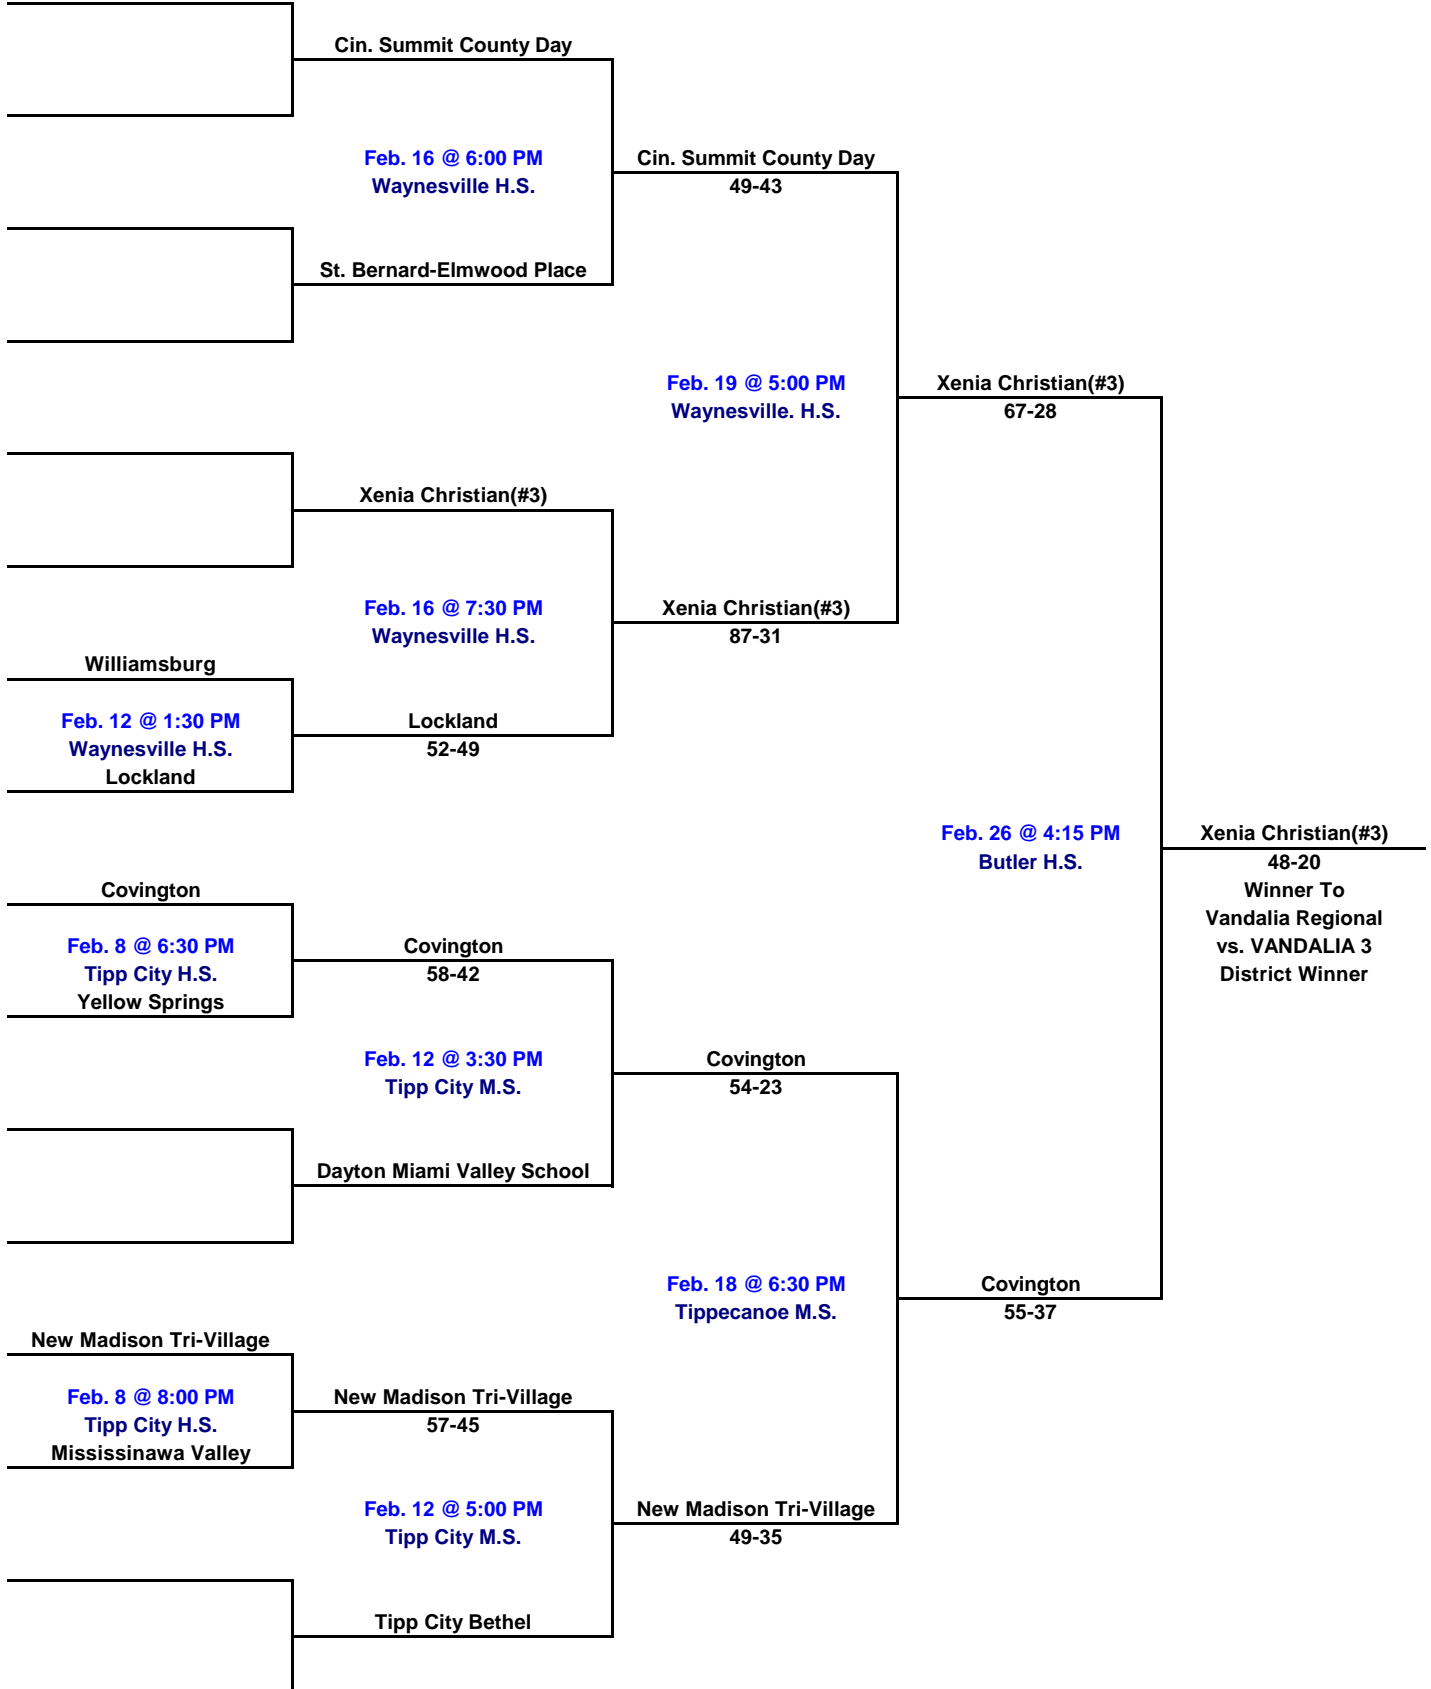 Cin. Summit County Day
Feb. 16 @ 6:00 PM
Waynesville H.S.
Cin. Summit County Day
49-43
St. Bernard-Elmwood Place
Feb. 19 @ 5:00 PM
Waynesville. H.S.
Xenia Christian(#3)
67-28
Xenia Christian(#3)
Feb. 16 @ 7:30 PM
Waynesville H.S.
Xenia Christian(#3)
87-31
Williamsburg
Feb. 12 @ 1:30 PM
Waynesville H.S.
Lockland
Lockland
52-49
Feb. 26 @ 4:15 PM
Butler H.S.
Xenia Christian(#3)
48-20
Winner To
Vandalia Regional
vs. VANDALIA 3
District Winner
Covington
Feb. 8 @ 6:30 PM
Tipp City H.S.
Yellow Springs
Covington
58-42
Feb. 12 @ 3:30 PM
Tipp City M.S.
Covington
54-23
Dayton Miami Valley School
Feb. 18 @ 6:30 PM
Tippecanoe M.S.
Covington
55-37
New Madison Tri-Village
Feb. 8 @ 8:00 PM
Tipp City H.S.
Mississinawa Valley
New Madison Tri-Village
57-45
Feb. 12 @ 5:00 PM
Tipp City M.S.
New Madison Tri-Village
49-35
Tipp City Bethel